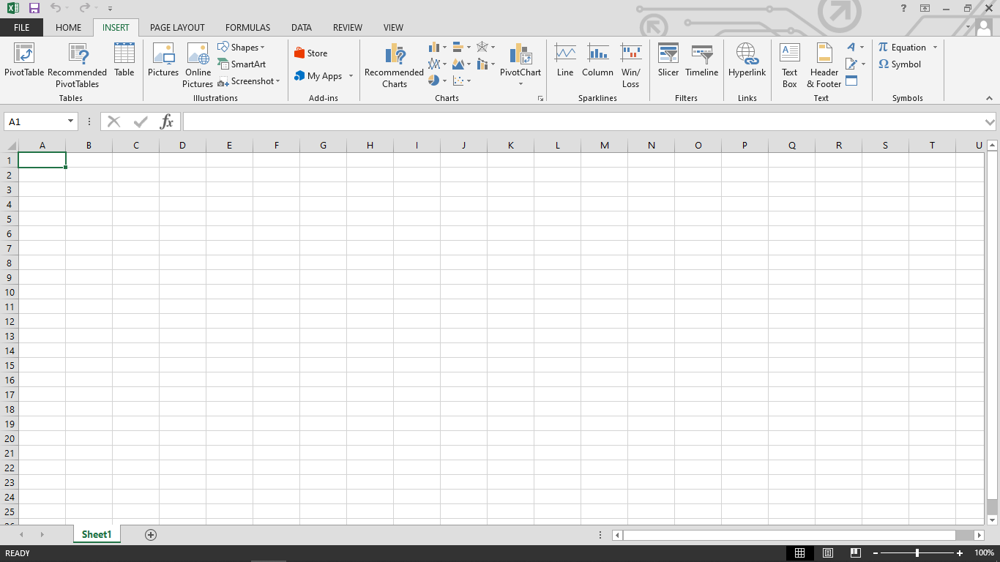 ?
FILE HOME INSERT PAGE LAYOUT FORMULAS DATA REVIEW VIEW
PivotTable
Recommended
PivotTables
Table
Tables
Pictures
Online
Pictures
Shapes
SmartArt
Screenshot
Illustrations
Store
My Apps
Add-ins
Recommended
Charts
PivotChart
Charts
Line
Column
Win/
Loss
Sparklines
Slicer
Timeline
Filters
Hyperlink
Links
Text
Box
Header
& Footer
Text
π Equation
Ω Symbol
Symbols
A1
fx
A B C D E F G H I J K L M N O P Q R S T U
1
2
3
4
5
6
7
8
9
10
11
12
13
14
15
16
17
18
19
20
21
22
23
24
25
26
Sheet1
READY
100%